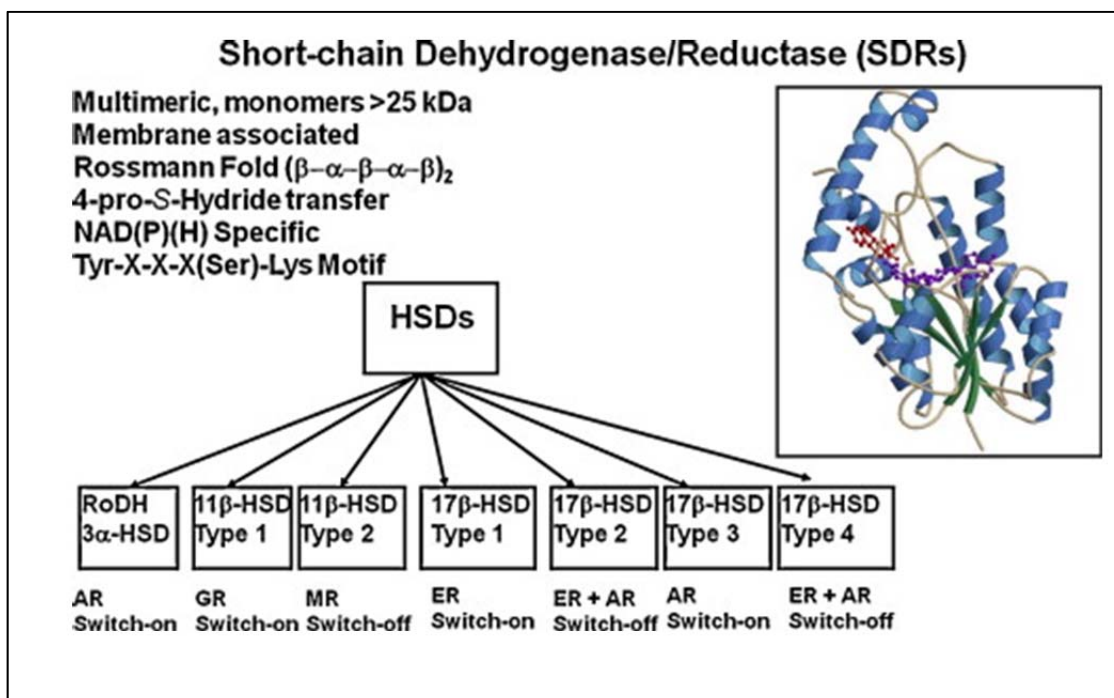 Short-chain Dehydrogenase/Reductase (SDRs)
Multimeric, monomers >25 kDa
Membrane associated
Rossmann Fold (β–α–β–α–β)₂
4-pro-S-Hydride transfer
NAD(P)(H) Specific
Tyr-X-X-X(Ser)-Lys Motif
HSDs
RoDH
3α-HSD
11β-HSD
Type 1
11β-HSD
Type 2
17β-HSD
Type 1
17β-HSD
Type 2
17β-HSD
Type 3
17β-HSD
Type 4
AR
Switch-on
GR
Switch-on
MR
Switch-off
ER
Switch-on
ER + AR
Switch-off
AR
Switch-on
ER + AR
Switch-off